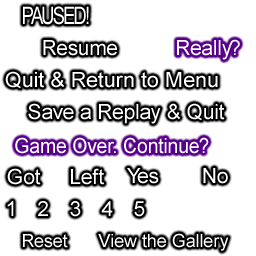 PAUSED!
Resume Really?
Quit & Return to Menu
Save a Replay & Quit
Game Over. Continue?
Got Left Yes No
1 2 3 4 5
Reset View the Gallery